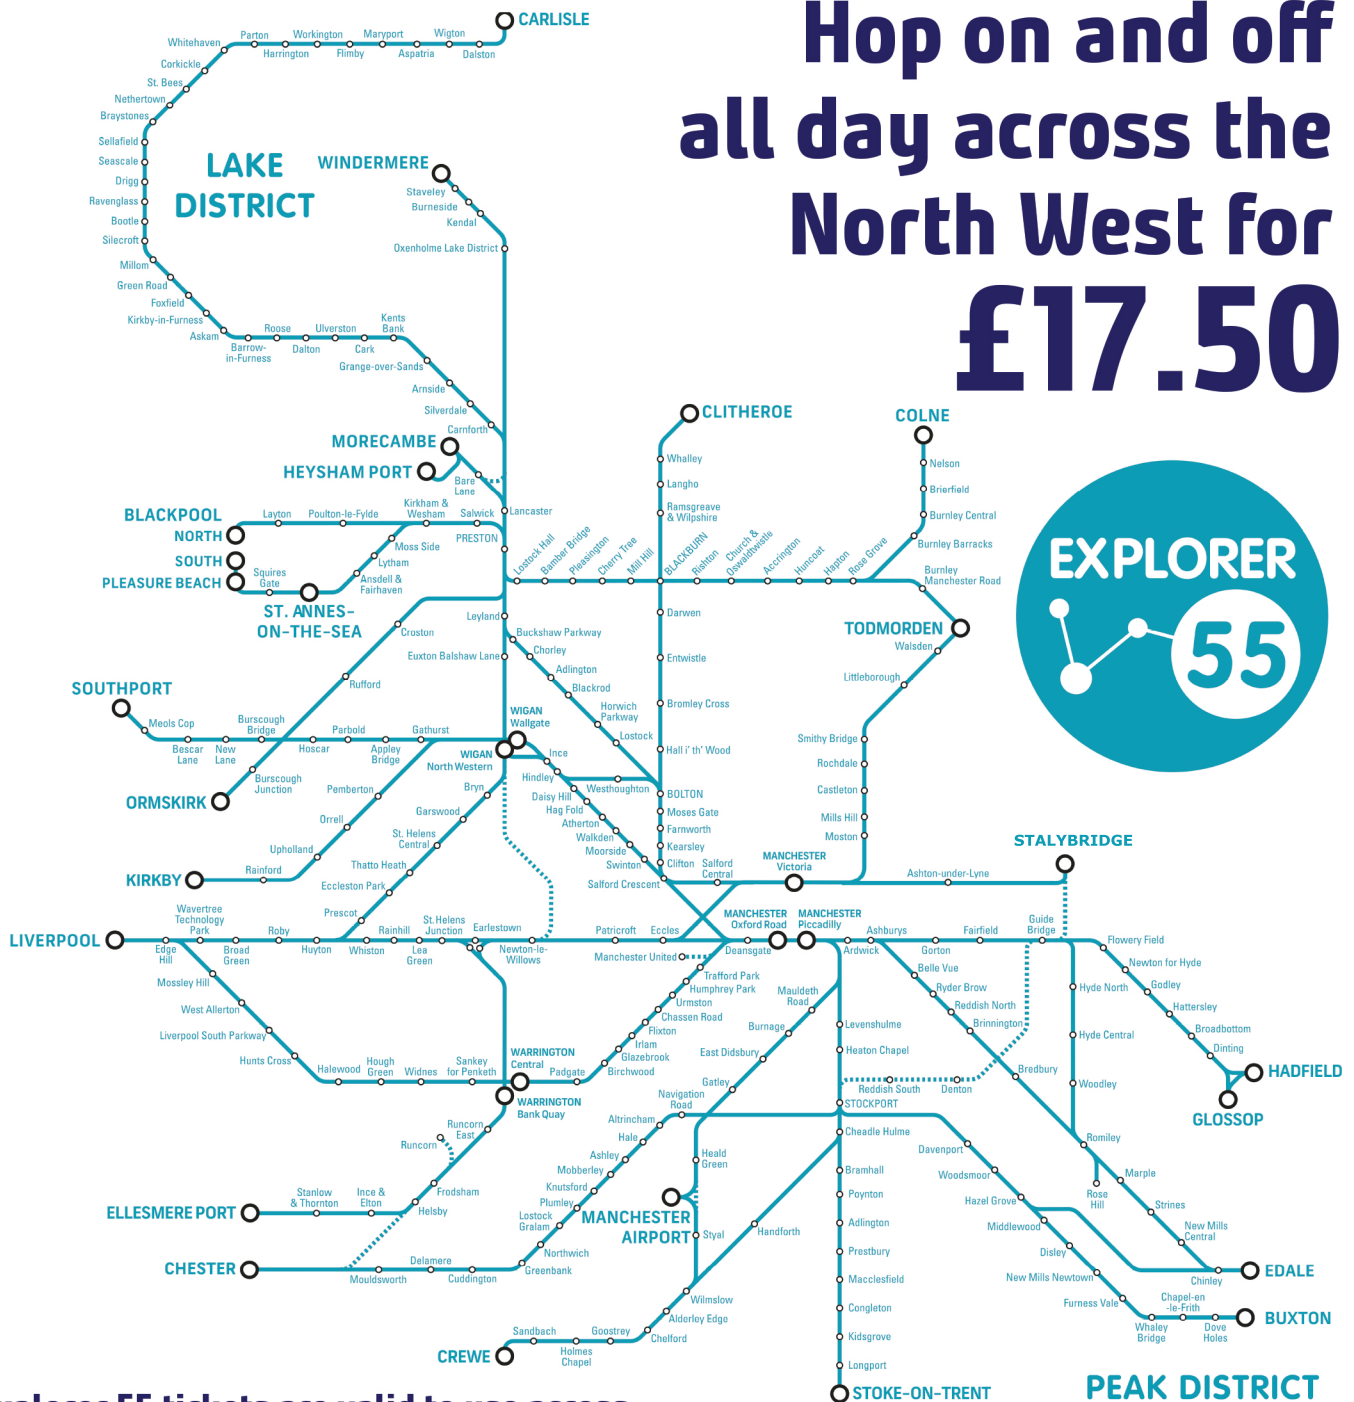 Hop on and off
all day across the
North West for
£17.50
EXPLORER
55
CARLISLE
Wigton
Dalston
Maryport
Aspatria
Workington
Flimby
Parton
Harrington
Whitehaven
Corkickle
St. Bees
Nethertown
Braystones
Sellafield
Seascale
Drigg
Ravenglass
Bootle
Silecroft
Millom
Green Road
Foxfield
Kirkby-in-Furness
Askam
Barrow-
in-Furness
Roose
Dalton
Ulverston
Cark
Kents
Bank
Grange-over-Sands
Arnside
Silverdale
Carnforth
LAKE
DISTRICT
WINDERMERE
Staveley
Burneside
Kendal
Oxenholme Lake District
MORECAMBE
HEYSHAM PORT
Bare
Lane
Lancaster
BLACKPOOL
NORTH
SOUTH
PLEASURE BEACH
Layton
Poulton-le-Fylde
Kirkham &
Wesham
Salwick
PRESTON
Moss Side
Lytham
Ansdell &
Fairhaven
Squires
Gate
ST. ANNES-
ON-THE-SEA
CLITHEROE
Whalley
Langho
Ramsgreave
& Wilpshire
COLNE
Nelson
Brierfield
Burnley Central
Burnley Barracks
Burnley
Manchester Road
Lostock Hall
Bamber Bridge
Pleasington
Cherry Tree
Mill Hill
BLACKBURN
Rishton
Church &
Oswaldtwistle
Accrington
Huncoat
Hapton
Rose Grove
TODMORDEN
Walsden
Littleborough
Smithy Bridge
Rochdale
Castleton
Mills Hill
Moston
Darwen
Entwistle
Bromley Cross
Hall i' th' Wood
BOLTON
Moses Gate
Farnworth
Kearsley
Clifton
Leyland
Euxton Balshaw Lane
Buckshaw Parkway
Chorley
Adlington
Blackrod
Horwich
Parkway
Lostock
Croston
Rufford
SOUTHPORT
Meols Cop
Bescar
Lane
New
Lane
Burscough
Bridge
Hoscar
Parbold
Appley
Bridge
Gathurst
WIGAN
Wallgate
WIGAN
North Western
Burscough
Junction
ORMSKIRK
Pemberton
Orrell
Upholland
Rainford
KIRKBY
Ince
Hindley
Westhoughton
Daisy Hill
Hag Fold
Atherton
Walkden
Moorside
Swinton
Salford Crescent
Salford
Central
MANCHESTER
Victoria
Ashton-under-Lyne
STALYBRIDGE
Bryn
Garswood
St. Helens
Central
Thatto Heath
Eccleston Park
Prescot
LIVERPOOL
Edge
Hill
Wavertree
Technology
Park
Broad
Green
Roby
Huyton
Whiston
Rainhill
Lea
Green
St. Helens
Junction
Earlestown
Newton-le-
Willows
Patricroft
Eccles
Manchester United
Deansgate
MANCHESTER
Oxford Road
MANCHESTER
Piccadilly
Ardwick
Ashburys
Gorton
Fairfield
Guide
Bridge
Flowery Field
Newton for Hyde
Godley
Hattersley
Broadbottom
Dinting
HADFIELD
GLOSSOP
Hyde North
Hyde Central
Woodley
Belle Vue
Ryder Brow
Reddish North
Brinnington
Bredbury
Romiley
Rose
Hill
Marple
Strines
New Mills
Central
Chinley
EDALE
Mossley Hill
West Allerton
Liverpool South Parkway
Hunts Cross
Halewood
Hough
Green
Widnes
Sankey
for Penketh
WARRINGTON
Central
WARRINGTON
Bank Quay
Padgate
Birchwood
Glazebrook
Irlam
Flixton
Chassen Road
Urmston
Humphrey Park
Trafford Park
Mauldeth
Road
Burnage
East Didsbury
Gatley
Levenshulme
Heaton Chapel
Reddish South
Denton
STOCKPORT
Navigation
Road
Altrincham
Hale
Ashley
Mobberley
Knutsford
Plumley
Lostock
Gralam
Northwich
Greenbank
Cuddington
Delamere
Mouldsworth
CHESTER
Runcorn
East
Runcorn
Frodsham
Helsby
Ince &
Elton
Stanlow
& Thornton
ELLESMERE PORT
Heald
Green
MANCHESTER
AIRPORT
Styal
Handforth
Wilmslow
Alderley Edge
Chelford
Goostrey
Holmes
Chapel
Sandbach
CREWE
Cheadle Hulme
Bramhall
Poynton
Adlington
Prestbury
Macclesfield
Congleton
Kidsgrove
Longport
STOKE-ON-TRENT
Davenport
Woodsmoor
Hazel Grove
Middlewood
Disley
New Mills Newtown
Furness Vale
Whaley
Bridge
Chapel-en
-le-Frith
Dove
Holes
BUXTON
PEAK DISTRICT
55 tickets are valid to use across